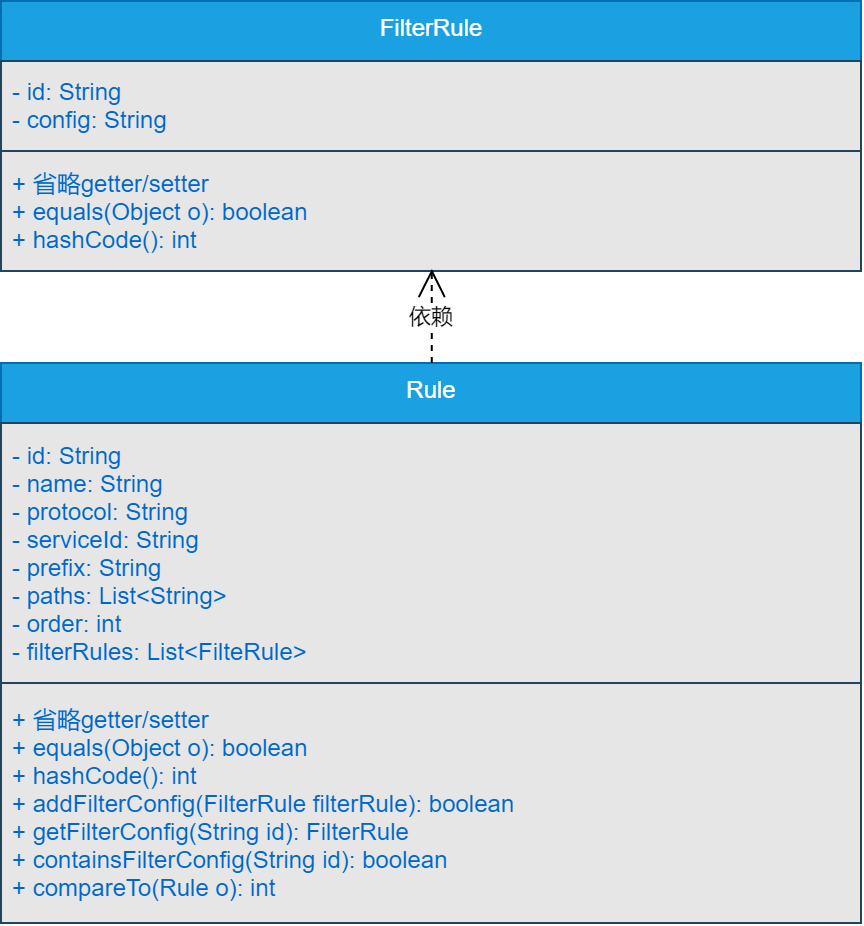 FilterRule
- id: String
- config: String
+ 省略getter/setter
+ equals(Object o): boolean
+ hashCode(): int
依赖
Rule
- id: String
- name: String
- protocol: String
- serviceId: String
- prefix: String
- paths: List<String>
- order: int
- filterRules: List<FilteRule>
+ 省略getter/setter
+ equals(Object o): boolean
+ hashCode(): int
+ addFilterConfig(FilterRule filterRule): boolean
+ getFilterConfig(String id): FilterRule
+ containsFilterConfig(String id): boolean
+ compareTo(Rule o): int